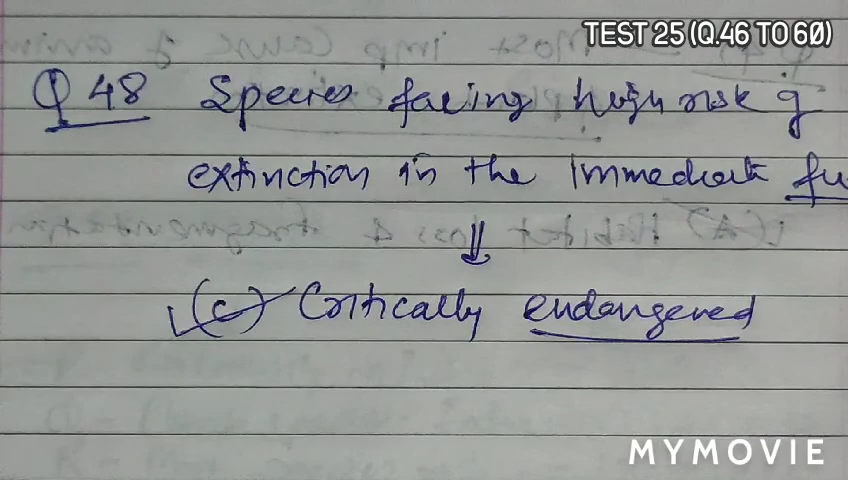 TEST 25 (Q.46 TO 60)
Q 48 Species facing high risk of
extinction in the immediate fu
⇓
(c) Critically endangered
MYMOVIE